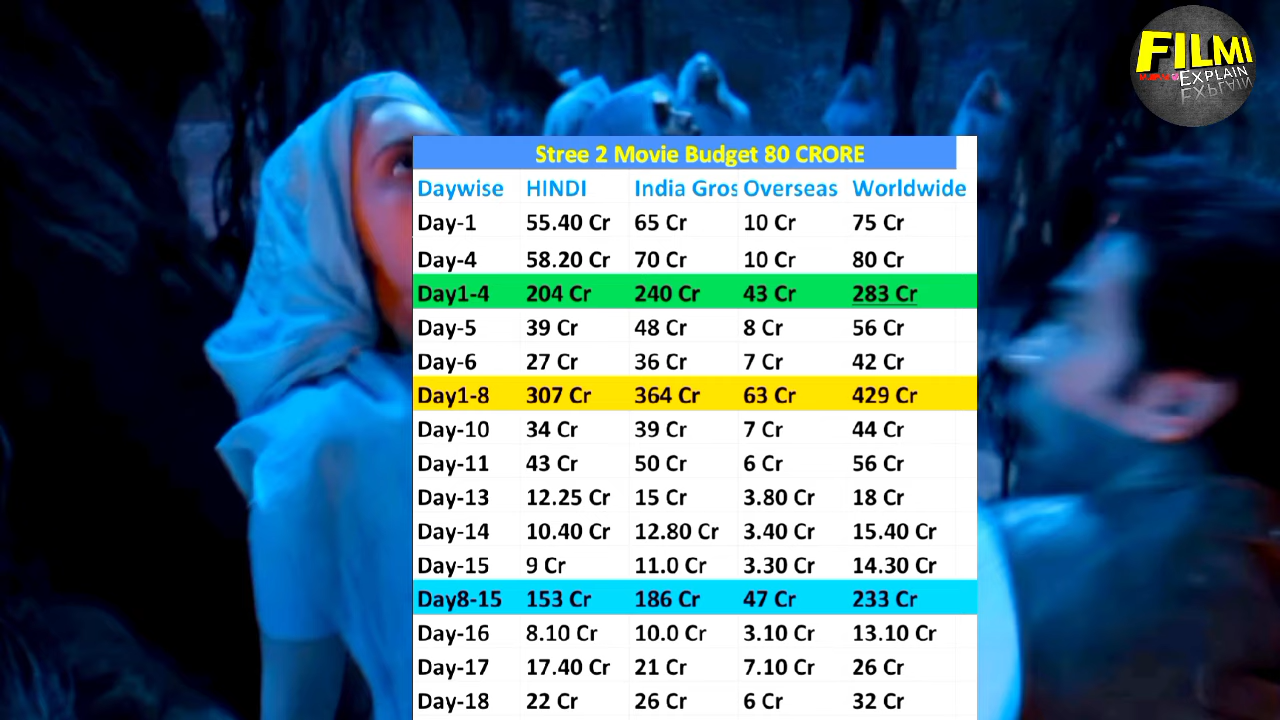 FILMI
EXPLAIN
Stree 2 Movie Budget 80 CRORE
Daywise HINDI India Gros Overseas Worldwide
Day-1 55.40 Cr 65 Cr 10 Cr 75 Cr
Day-4 58.20 Cr 70 Cr 10 Cr 80 Cr
Day1-4 204 Cr 240 Cr 43 Cr 283 Cr
Day-5 39 Cr 48 Cr 8 Cr 56 Cr
Day-6 27 Cr 36 Cr 7 Cr 42 Cr
Day1-8 307 Cr 364 Cr 63 Cr 429 Cr
Day-10 34 Cr 39 Cr 7 Cr 44 Cr
Day-11 43 Cr 50 Cr 6 Cr 56 Cr
Day-13 12.25 Cr 15 Cr 3.80 Cr 18 Cr
Day-14 10.40 Cr 12.80 Cr 3.40 Cr 15.40 Cr
Day-15 9 Cr 11.0 Cr 3.30 Cr 14.30 Cr
Day8-15 153 Cr 186 Cr 47 Cr 233 Cr
Day-16 8.10 Cr 10.0 Cr 3.10 Cr 13.10 Cr
Day-17 17.40 Cr 21 Cr 7.10 Cr 26 Cr
Day-18 22 Cr 26 Cr 6 Cr 32 Cr